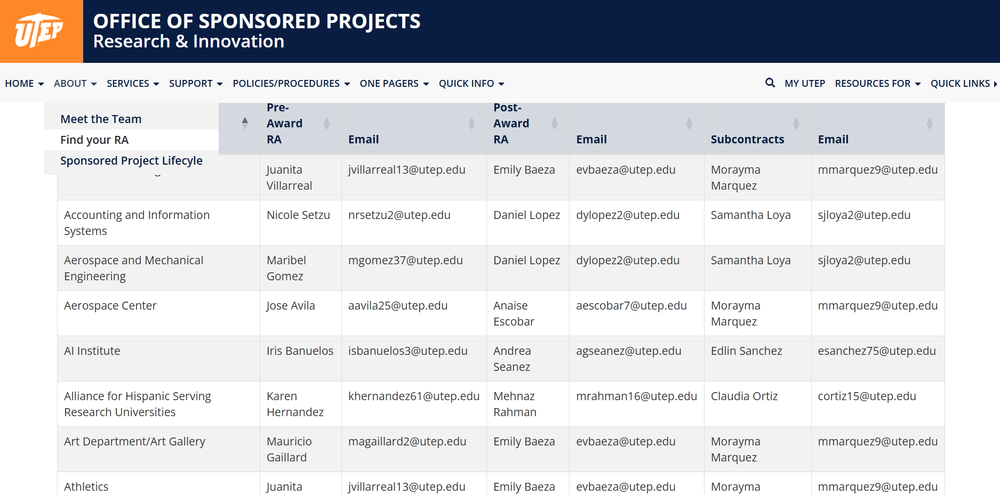 UTEP
OFFICE OF SPONSORED PROJECTS
Research & Innovation
HOME ABOUT SERVICES SUPPORT POLICIES/PROCEDURES ONE PAGERS QUICK INFO MY UTEP RESOURCES FOR QUICK LINKS
Meet the Team
Find your RA
Sponsored Project Lifecyle
Pre-
Award
RA
Email
Post-
Award
RA
Email
Subcontracts
Email
Juanita
Villarreal
jvillarreal13@utep.edu
Emily Baeza
evbaeza@utep.edu
Morayma
Marquez
mmarquez9@utep.edu
Accounting and Information
Systems
Nicole Setzu
nrsetzu2@utep.edu
Daniel Lopez
dylopez2@utep.edu
Samantha Loya
sjloya2@utep.edu
Aerospace and Mechanical
Engineering
Maribel
Gomez
mgomez37@utep.edu
Daniel Lopez
dylopez2@utep.edu
Samantha Loya
sjloya2@utep.edu
Aerospace Center
Jose Avila
aavila25@utep.edu
Anaise
Escobar
aescobar7@utep.edu
Morayma
Marquez
mmarquez9@utep.edu
AI Institute
Iris Banuelos
isbanuelos3@utep.edu
Andrea
Seanez
agseanez@utep.edu
Edlin Sanchez
esanchez75@utep.edu
Alliance for Hispanic Serving
Research Universities
Karen
Hernandez
khernandez61@utep.edu
Mehnaz
Rahman
mrahman16@utep.edu
Claudia Ortiz
cortiz15@utep.edu
Art Department/Art Gallery
Mauricio
Gaillard
magaillard2@utep.edu
Emily Baeza
evbaeza@utep.edu
Morayma
Marquez
mmarquez9@utep.edu
Athletics
Juanita
jvillarreal13@utep.edu
Emily Baeza
evbaeza@utep.edu
Morayma
mmarquez9@utep.edu